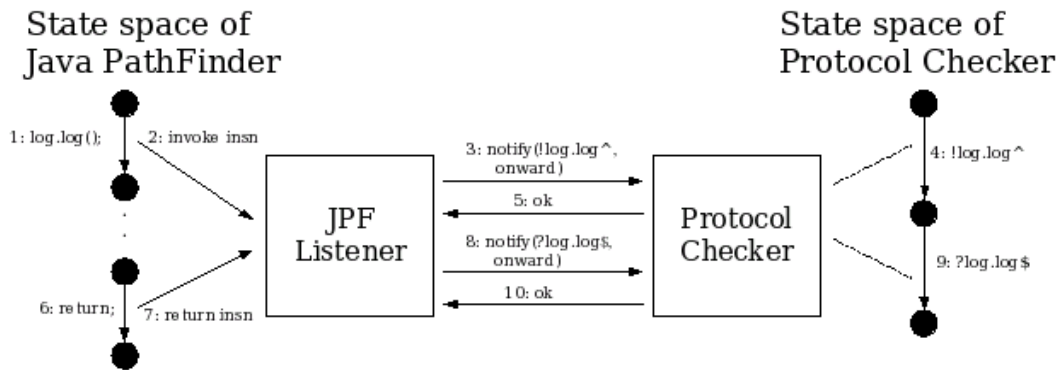 State space of
Java PathFinder
State space of
Protocol Checker
1: log.log();
2: invoke insn
3: notify(!log.log^,
onward)
4: !log.log^
5: ok
JPF
Listener
Protocol
Checker
8: notify(?log.log$,
onward)
9: ?log.log$
6: return;
7: return insn
10: ok